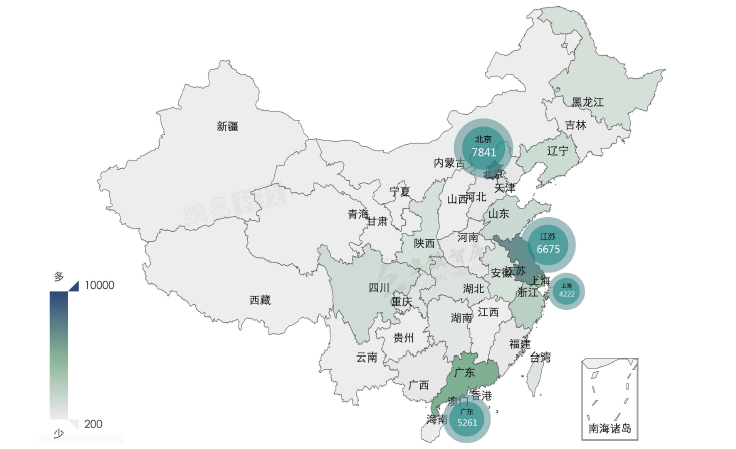 黑龙江
吉林
新疆
北京
7841
辽宁
内蒙古
北京
天津
宁夏
山西
河北
青海
甘肃
山东
陕西
河南
江苏
6675
安徽
江苏
上海
上海
4222
四川
重庆
湖北
浙江
西藏
多
10000
湖南
江西
贵州
福建
台湾
云南
广东
广西
香港
澳门
广东
5261
海南
200
少
南海诸岛